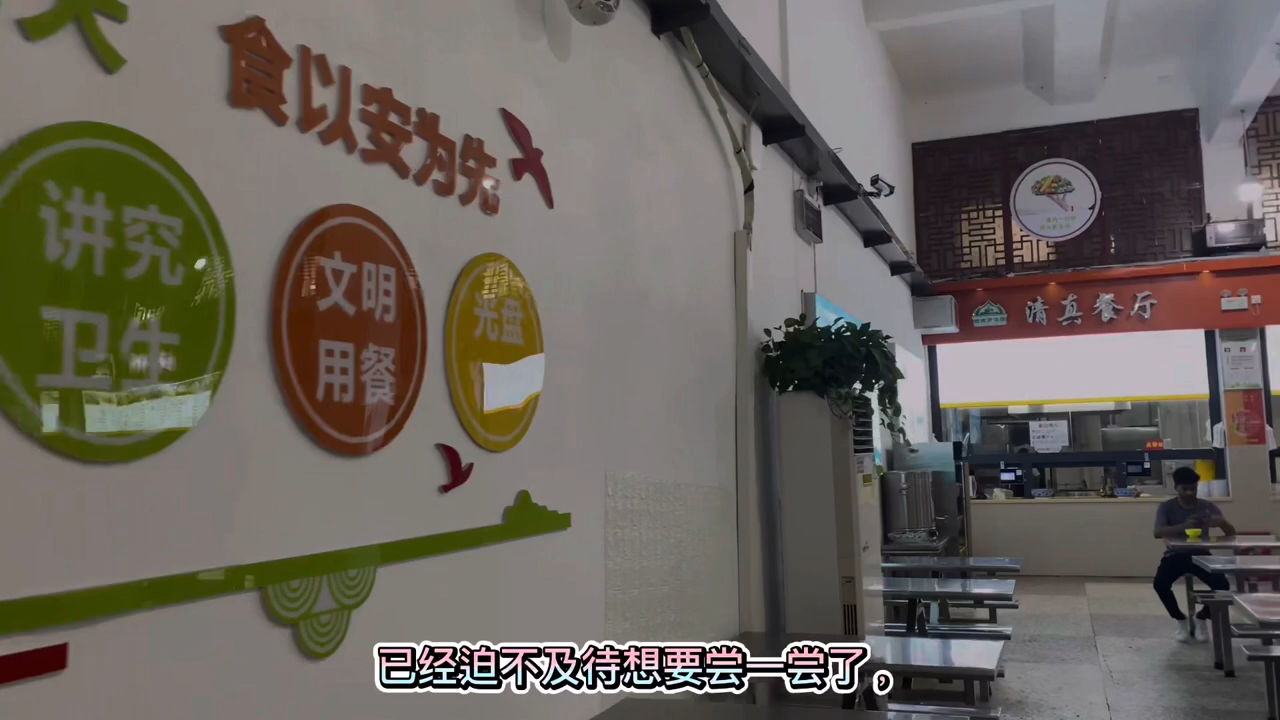 食以安为先
讲究
卫生
文明
用餐
光盘
清真餐厅
已经迫不及待想要尝一尝了，